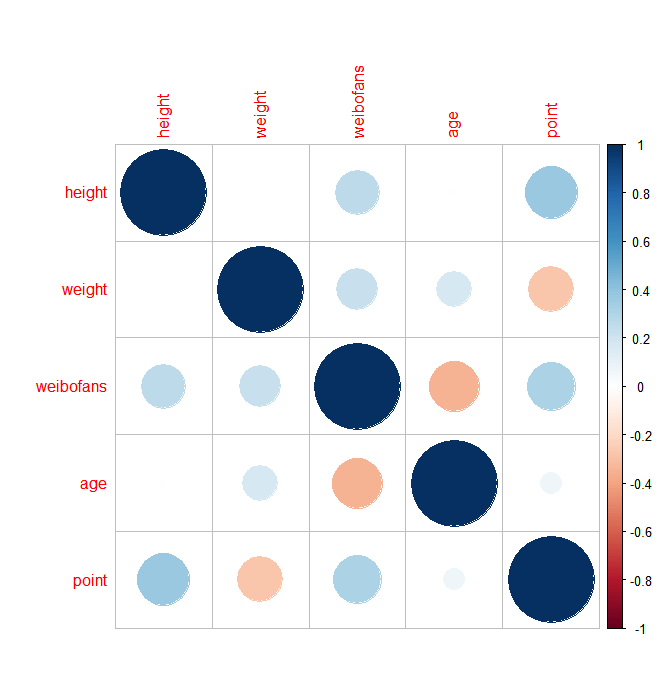 height
weight
weibofans
age
point
height
weight
weibofans
age
point
1
0.8
0.6
0.4
0.2
0
-0.2
-0.4
-0.6
-0.8
-1